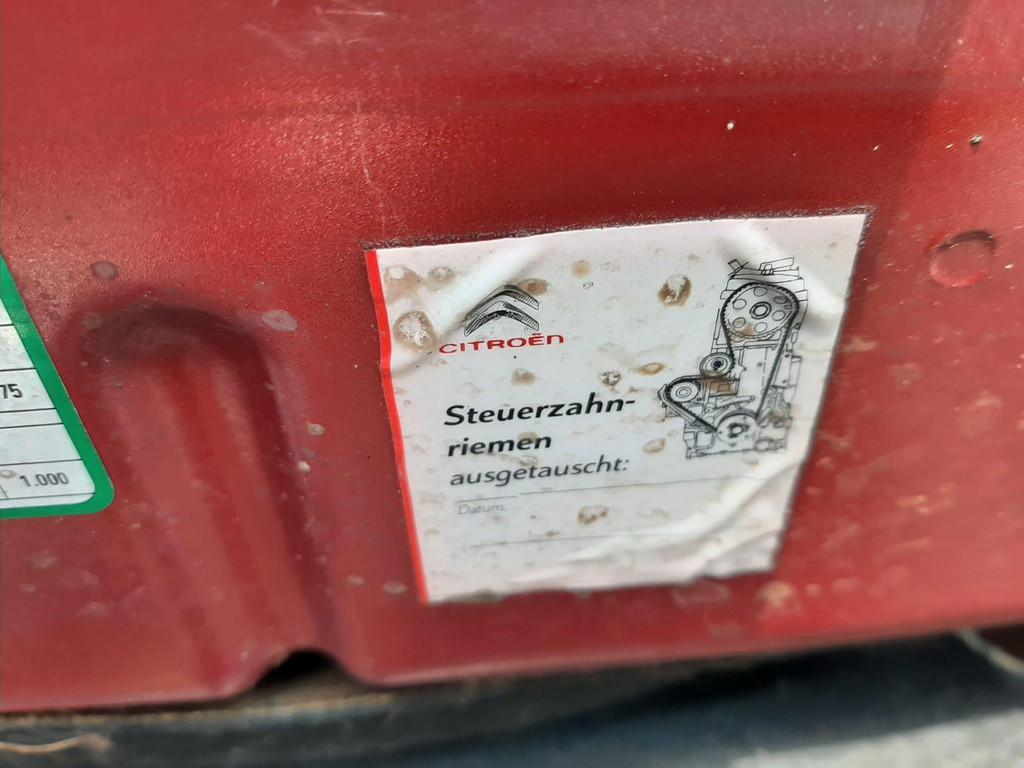 75
1.000
CITROËN
Steuerzahn-
riemen
ausgetauscht:
Datum: